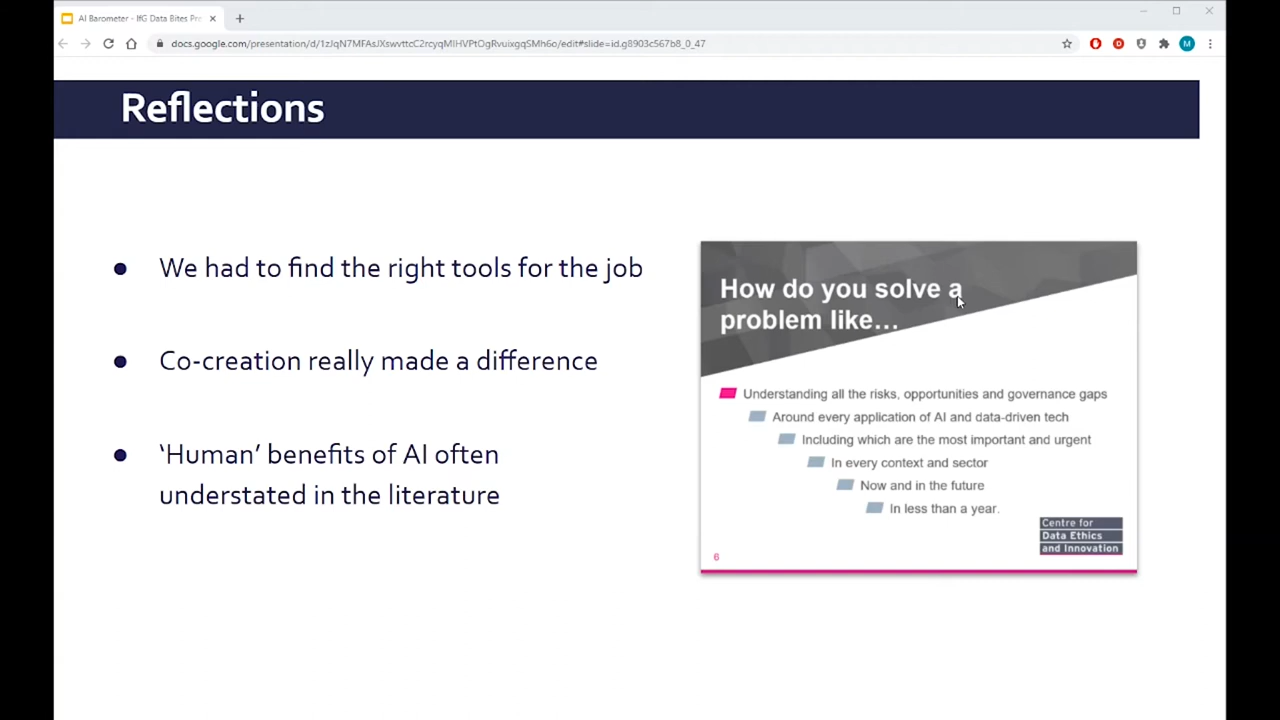 AI Barometer - IfG Data Bites Pre
docs.google.com/presentation/d/
/edit#slide=id.g8903c567b8_0_47
Reflections
We had to find the right tools for the job
Co-creation really made a difference
‘Human’ benefits of AI often
understated in the literature
How do you solve a
problem like…
Understanding all the risks, opportunities and governance gaps
Around every application of AI and data-driven tech
Including which are the most important and urgent
In every context and sector
Now and in the future
In less than a year.
Centre for
Data Ethics
and Innovation
6
M